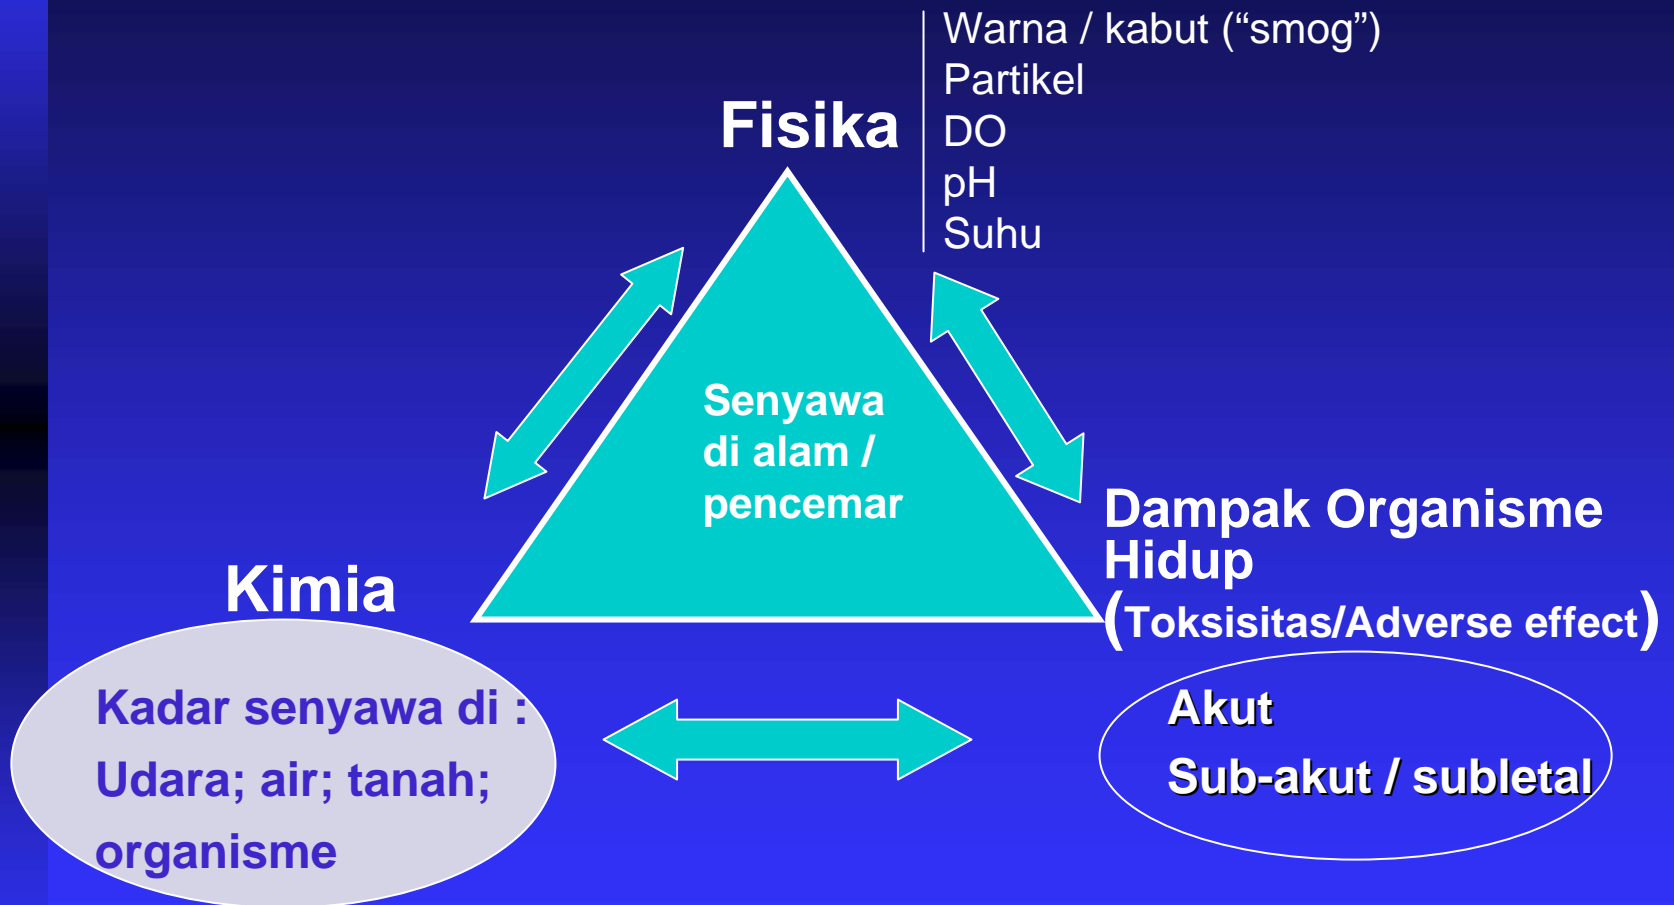 Warna / kabut (“smog”)
Partikel
DO
pH
Suhu
Fisika
Senyawa
di alam /
pencemar
Kimia
Kadar senyawa di :
Udara; air; tanah;
organisme
Dampak Organisme
Hidup
(Toksisitas/Adverse effect)
Akut
Sub-akut / subletal